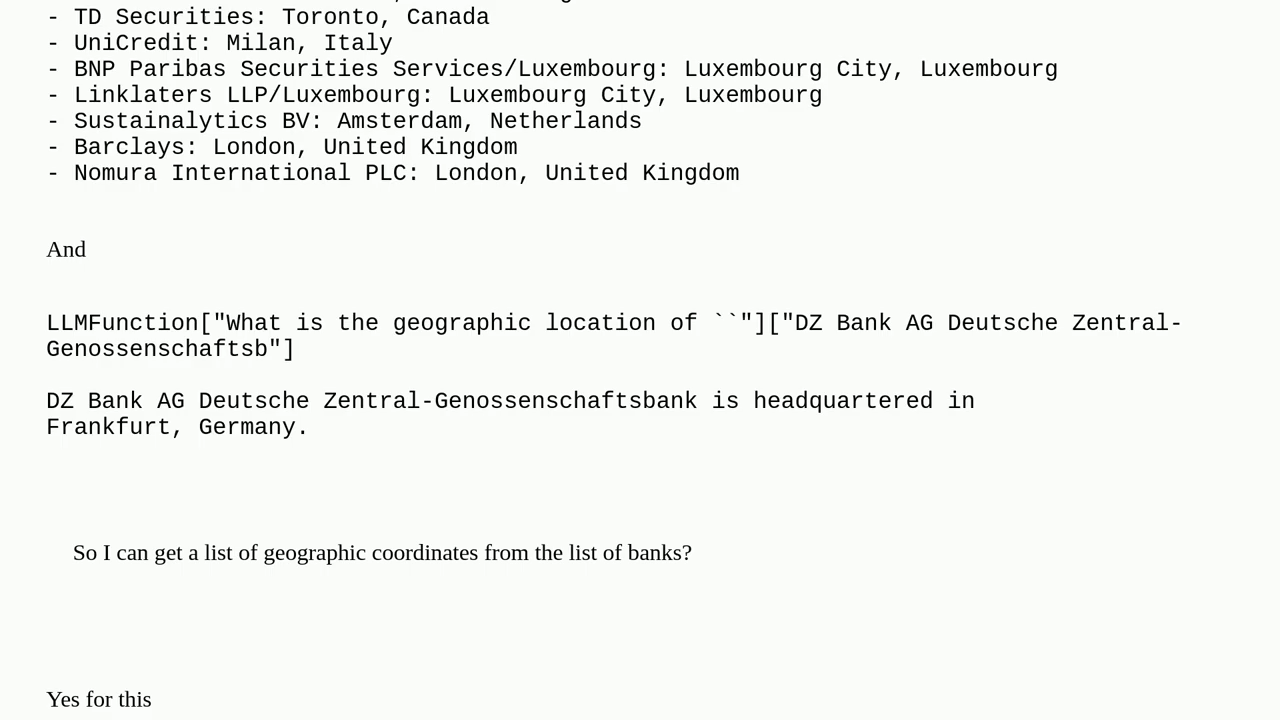 - TD Securities: Toronto, Canada
- UniCredit: Milan, Italy
- BNP Paribas Securities Services/Luxembourg: Luxembourg City, Luxembourg
- Linklaters LLP/Luxembourg: Luxembourg City, Luxembourg
- Sustainalytics BV: Amsterdam, Netherlands
- Barclays: London, United Kingdom
- Nomura International PLC: London, United Kingdom
And
LLMFunction["What is the geographic location of ``"]["DZ Bank AG Deutsche Zentral-
Genossenschaftsb"]
DZ Bank AG Deutsche Zentral-Genossenschaftsbank is headquartered in
Frankfurt, Germany.
So I can get a list of geographic coordinates from the list of banks?
Yes for this